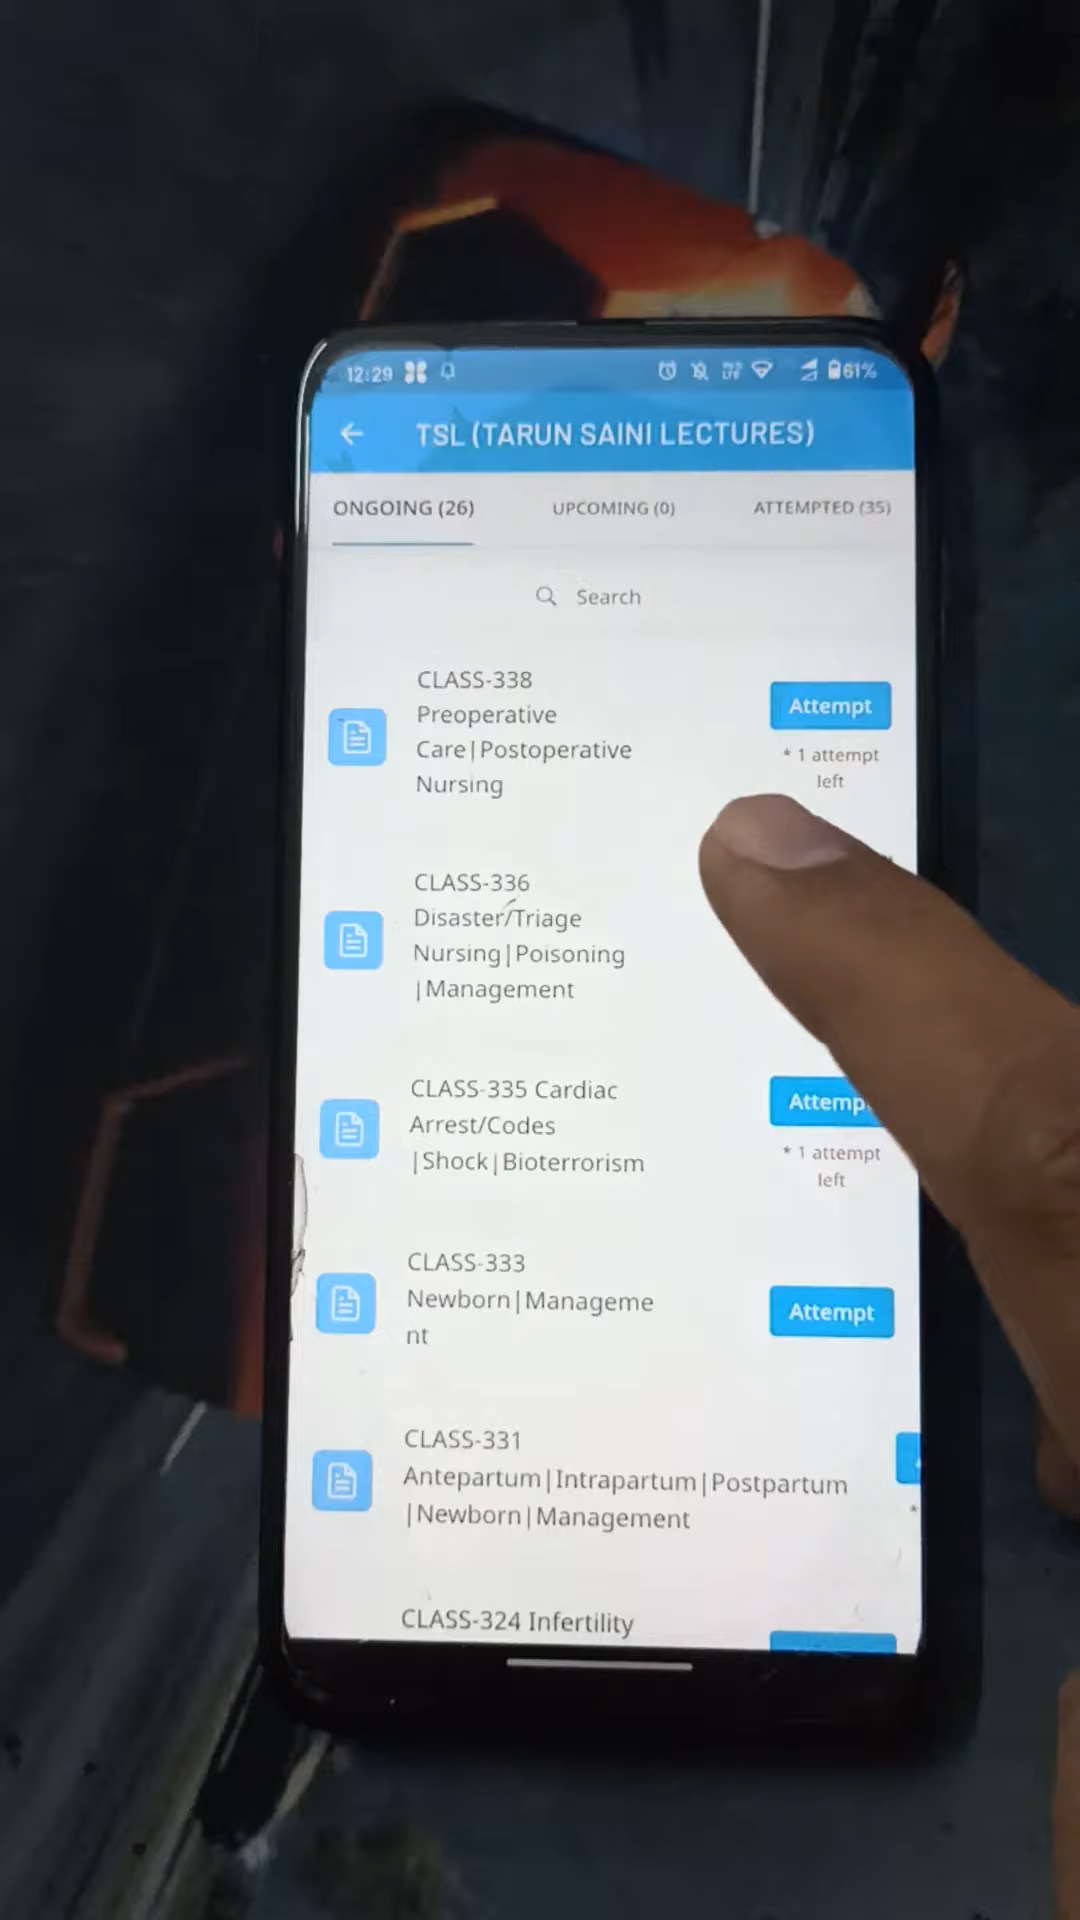 12:29 61%
TSL (TARUN SAINI LECTURES)
ONGOING (26) UPCOMING (0) ATTEMPTED (35)
Search
CLASS-338
Preoperative
Care|Postoperative
Nursing
Attempt
* 1 attempt
left
CLASS-336
Disaster/Triage
Nursing|Poisoning
|Management
CLASS-335 Cardiac
Arrest/Codes
|Shock|Bioterrorism
Attemp
* 1 attempt
left
CLASS-333
Newborn|Manageme
nt
Attempt
CLASS-331
Antepartum|Intrapartum|Postpartum
|Newborn|Management
*
CLASS-324 Infertility